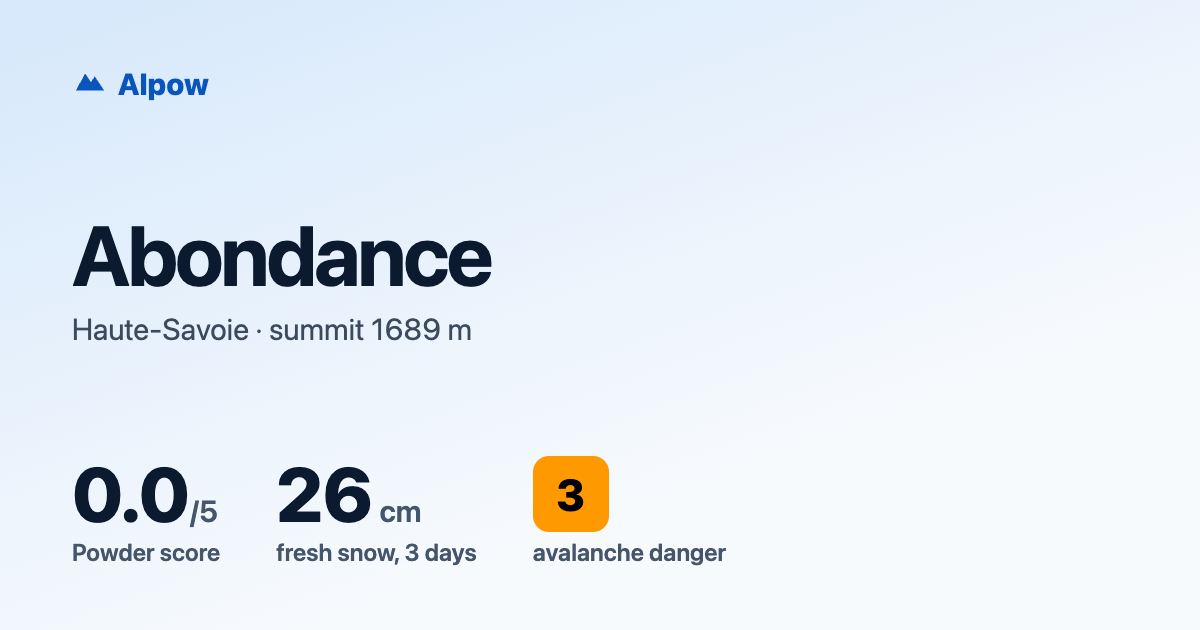 Alpow
Abondance
Haute-Savoie · summit 1689 m
0.0/5 26 cm 3
Powder score fresh snow, 3 days avalanche danger